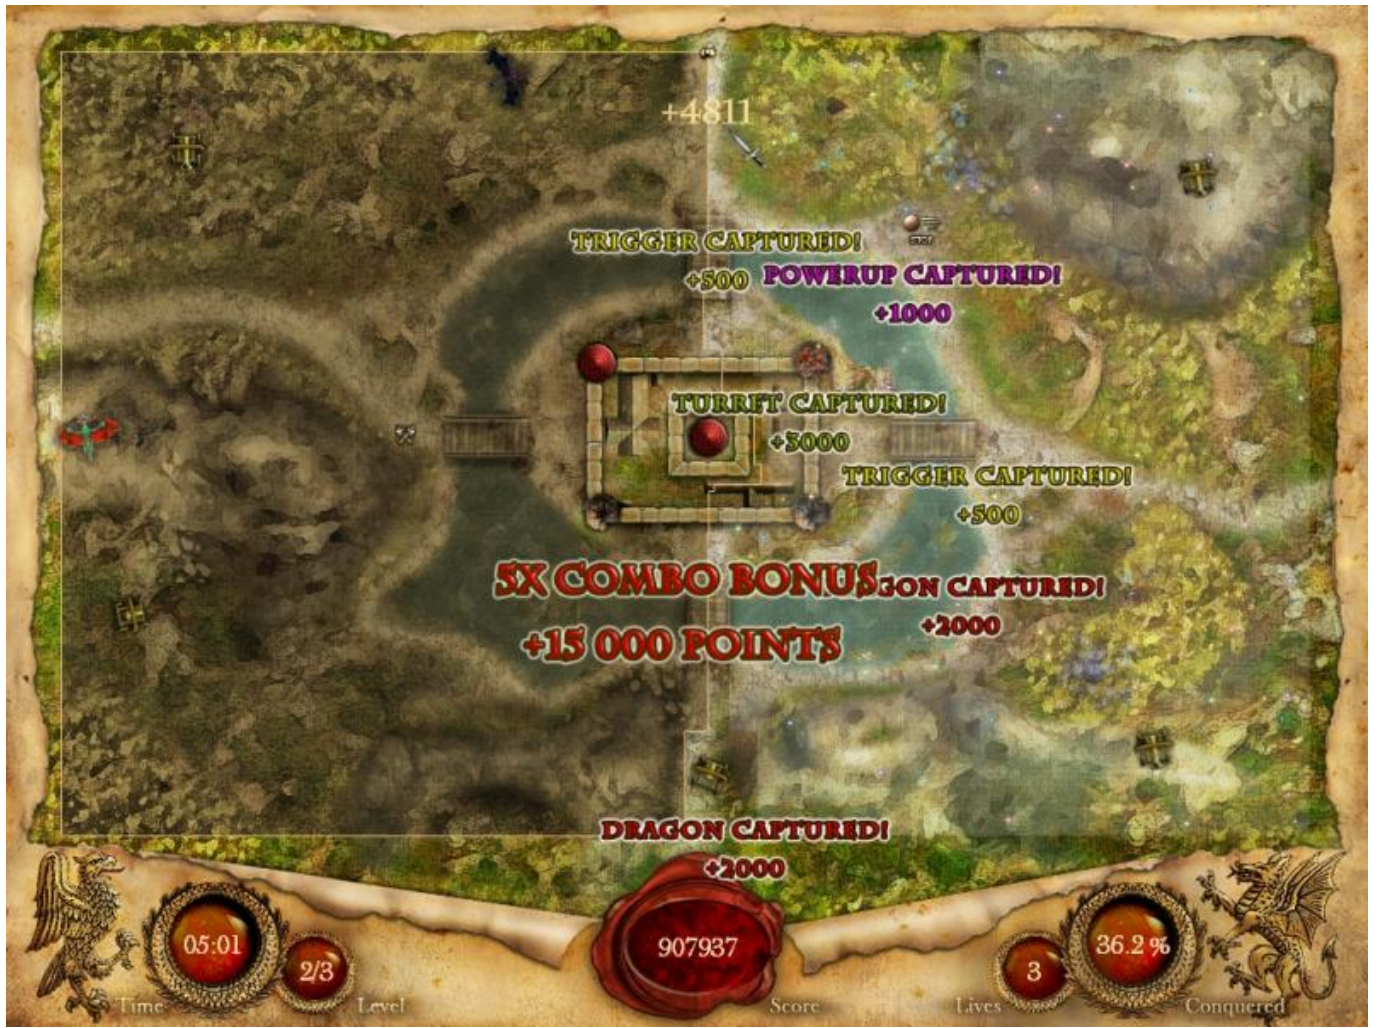 +4811
STOP
TRIGGER CAPTURED!
+500
POWERUP CAPTURED!
+1000
TURRET CAPTURED!
+3000
TRIGGER CAPTURED!
+500
5X COMBO BONUS
GON CAPTURED!
+2000
+15 000 POINTS
DRAGON CAPTURED!
+2000
05:01
2/3
907937
3
36.2 %
Time
Level
Score
Lives
Conquered